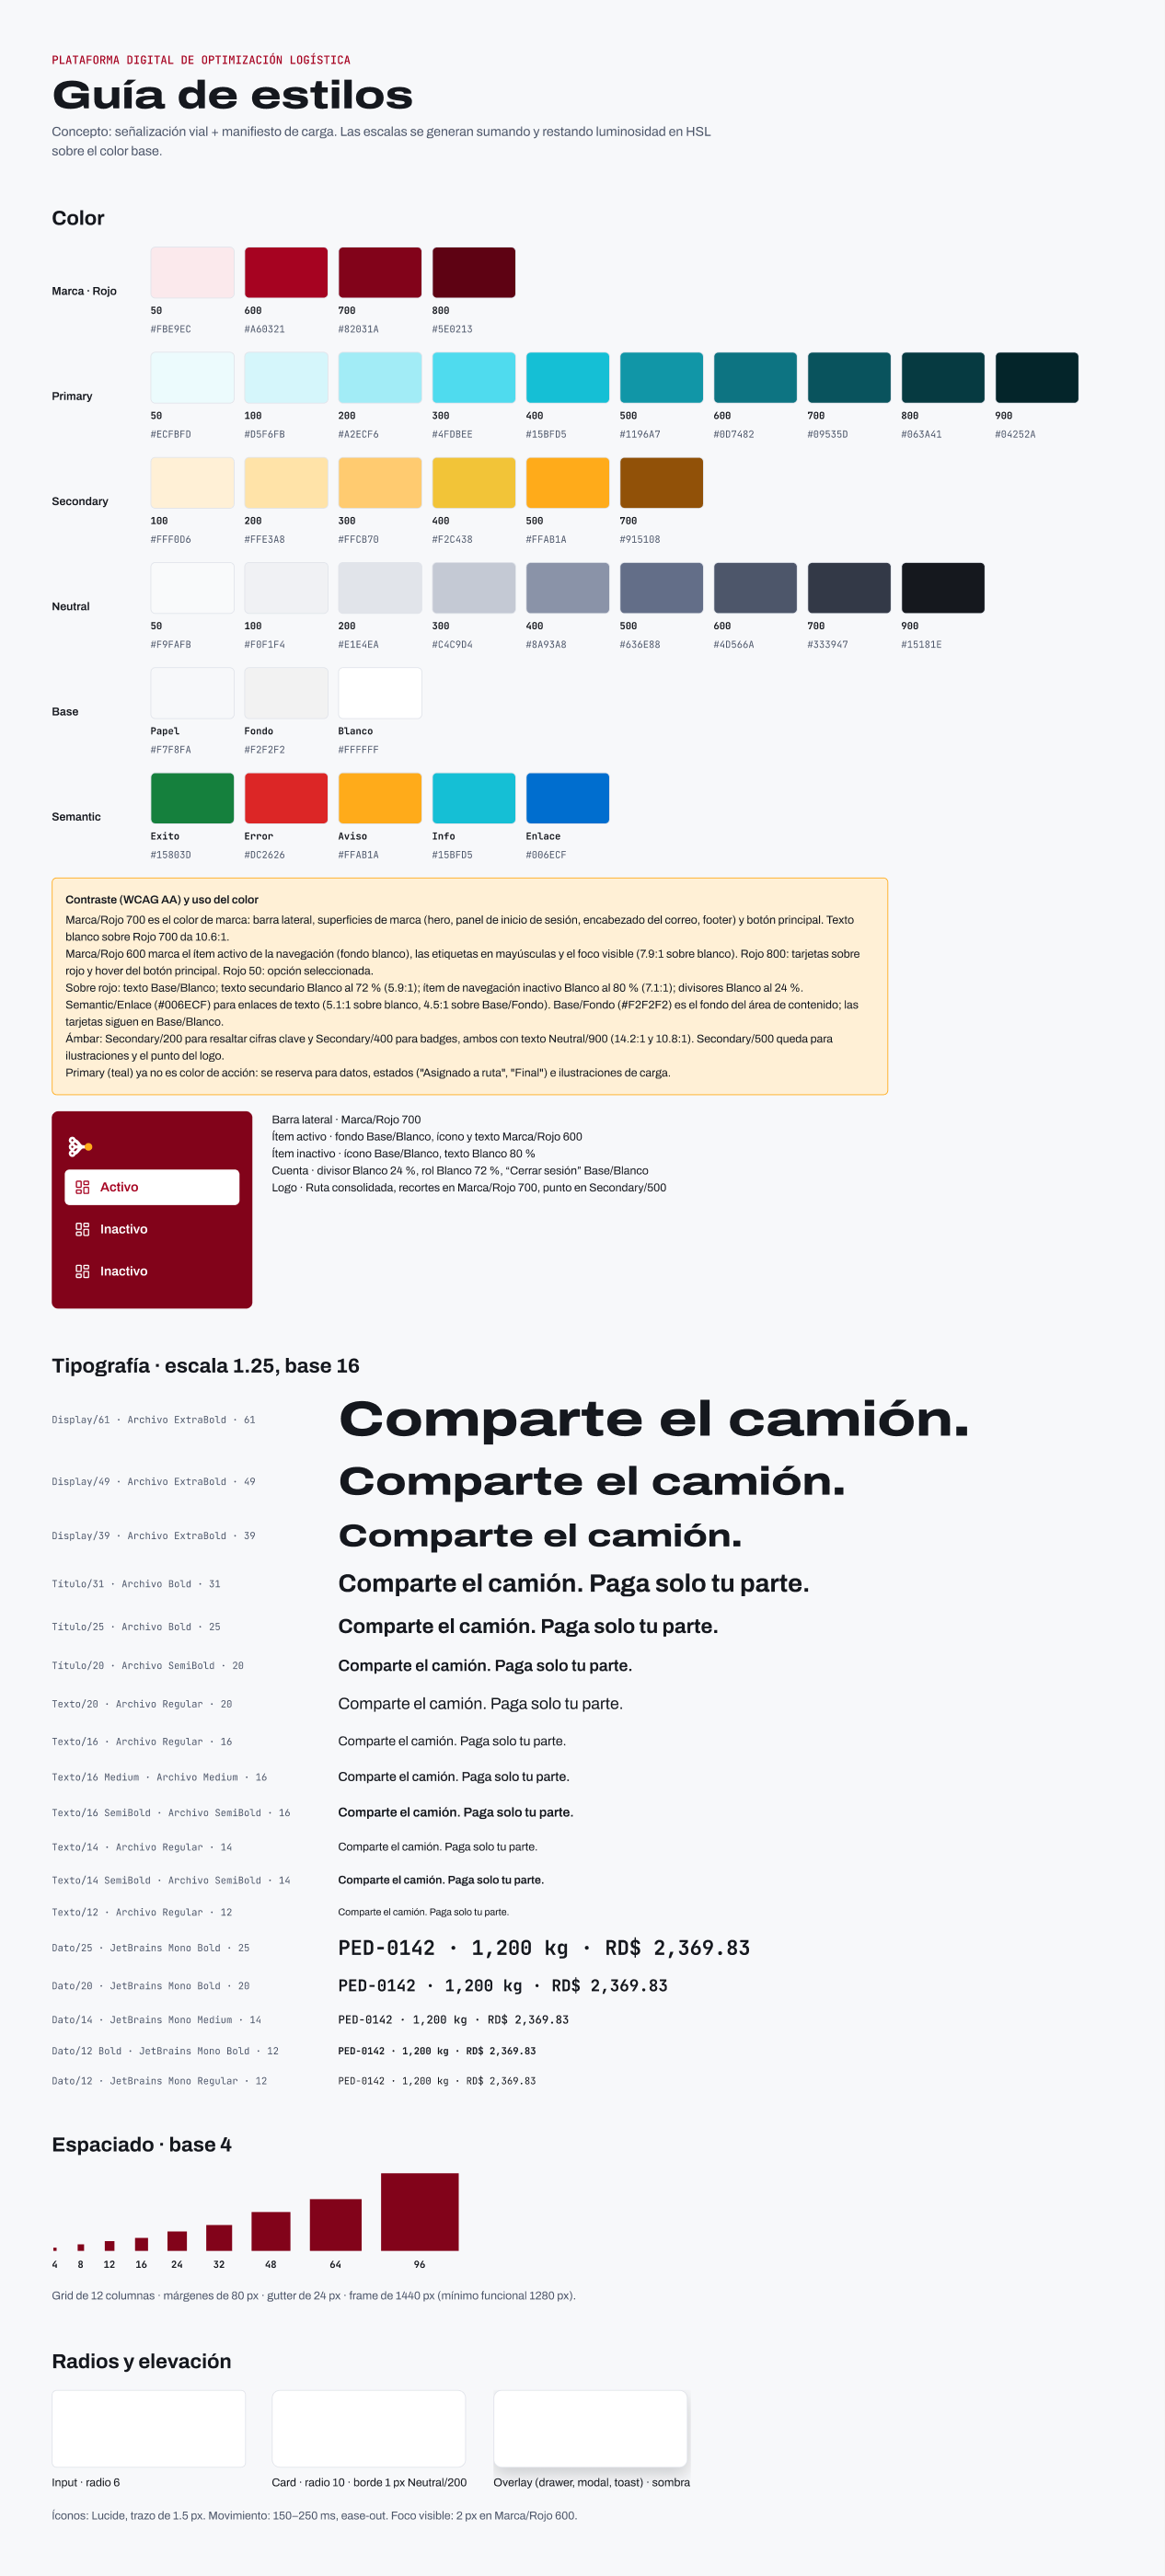 PLATAFORMA DIGITAL DE OPTIMIZACIÓN LOGÍSTICA
Guía de estilos
Concepto: señalización vial + manifiesto de carga. Las escalas se generan sumando y restando luminosidad en HSL
sobre el color base.
Color
Marca · Rojo
50 600 700 800
#FBE9EC #A60321 #82031A #5E0213
Primary
50 100 200 300 400 500 600 700 800 900
#ECFBFD #D5F6FB #A2ECF6 #4FDBEE #15BFD5 #1196A7 #0D7482 #09535D #063A41 #04252A
Secondary
100 200 300 400 500 700
#FFF0D6 #FFE3A8 #FFCB70 #F2C438 #FFAB1A #915108
Neutral
50 100 200 300 400 500 600 700 900
#F9FAFB #F0F1F4 #E1E4EA #C4C9D4 #8A93A8 #636E88 #4D566A #333947 #15181E
Base
Papel Fondo Blanco
#F7F8FA #F2F2F2 #FFFFFF
Semantic
Exito Error Aviso Info Enlace
#15803D #DC2626 #FFAB1A #15BFD5 #006ECF
Contraste (WCAG AA) y uso del color
Marca/Rojo 700 es el color de marca: barra lateral, superficies de marca (hero, panel de inicio de sesión, encabezado del correo, footer) y botón principal. Texto
blanco sobre Rojo 700 da 10.6:1.
Marca/Rojo 600 marca el ítem activo de la navegación (fondo blanco), las etiquetas en mayúsculas y el foco visible (7.9:1 sobre blanco). Rojo 800: tarjetas sobre
rojo y hover del botón principal. Rojo 50: opción seleccionada.
Sobre rojo: texto Base/Blanco; texto secundario Blanco al 72 % (5.9:1); ítem de navegación inactivo Blanco al 80 % (7.1:1); divisores Blanco al 24 %.
Semantic/Enlace (#006ECF) para enlaces de texto (5.1:1 sobre blanco, 4.5:1 sobre Base/Fondo). Base/Fondo (#F2F2F2) es el fondo del área de contenido; las
tarjetas siguen en Base/Blanco.
Ámbar: Secondary/200 para resaltar cifras clave y Secondary/400 para badges, ambos con texto Neutral/900 (14.2:1 y 10.8:1). Secondary/500 queda para
ilustraciones y el punto del logo.
Primary (teal) ya no es color de acción: se reserva para datos, estados ("Asignado a ruta", "Final") e ilustraciones de carga.
Activo
Inactivo
Inactivo
Barra lateral · Marca/Rojo 700
Ítem activo · fondo Base/Blanco, ícono y texto Marca/Rojo 600
Ítem inactivo · ícono Base/Blanco, texto Blanco 80 %
Cuenta · divisor Blanco 24 %, rol Blanco 72 %, “Cerrar sesión” Base/Blanco
Logo · Ruta consolidada, recortes en Marca/Rojo 700, punto en Secondary/500
Tipografía · escala 1.25, base 16
Display/61 · Archivo ExtraBold · 61 Comparte el camión.
Display/49 · Archivo ExtraBold · 49 Comparte el camión.
Display/39 · Archivo ExtraBold · 39 Comparte el camión.
Título/31 · Archivo Bold · 31 Comparte el camión. Paga solo tu parte.
Título/25 · Archivo Bold · 25 Comparte el camión. Paga solo tu parte.
Título/20 · Archivo SemiBold · 20 Comparte el camión. Paga solo tu parte.
Texto/20 · Archivo Regular · 20 Comparte el camión. Paga solo tu parte.
Texto/16 · Archivo Regular · 16 Comparte el camión. Paga solo tu parte.
Texto/16 Medium · Archivo Medium · 16 Comparte el camión. Paga solo tu parte.
Texto/16 SemiBold · Archivo SemiBold · 16 Comparte el camión. Paga solo tu parte.
Texto/14 · Archivo Regular · 14 Comparte el camión. Paga solo tu parte.
Texto/14 SemiBold · Archivo SemiBold · 14 Comparte el camión. Paga solo tu parte.
Texto/12 · Archivo Regular · 12 Comparte el camión. Paga solo tu parte.
Dato/25 · JetBrains Mono Bold · 25 PED-0142 · 1,200 kg · RD$ 2,369.83
Dato/20 · JetBrains Mono Bold · 20 PED-0142 · 1,200 kg · RD$ 2,369.83
Dato/14 · JetBrains Mono Medium · 14 PED-0142 · 1,200 kg · RD$ 2,369.83
Dato/12 Bold · JetBrains Mono Bold · 12 PED-0142 · 1,200 kg · RD$ 2,369.83
Dato/12 · JetBrains Mono Regular · 12 PED-0142 · 1,200 kg · RD$ 2,369.83
Espaciado · base 4
4 8 12 16 24 32 48 64 96
Grid de 12 columnas · márgenes de 80 px · gutter de 24 px · frame de 1440 px (mínimo funcional 1280 px).
Radios y elevación
Input · radio 6
Card · radio 10 · borde 1 px Neutral/200
Overlay (drawer, modal, toast) · sombra
Íconos: Lucide, trazo de 1.5 px. Movimiento: 150–250 ms, ease-out. Foco visible: 2 px en Marca/Rojo 600.